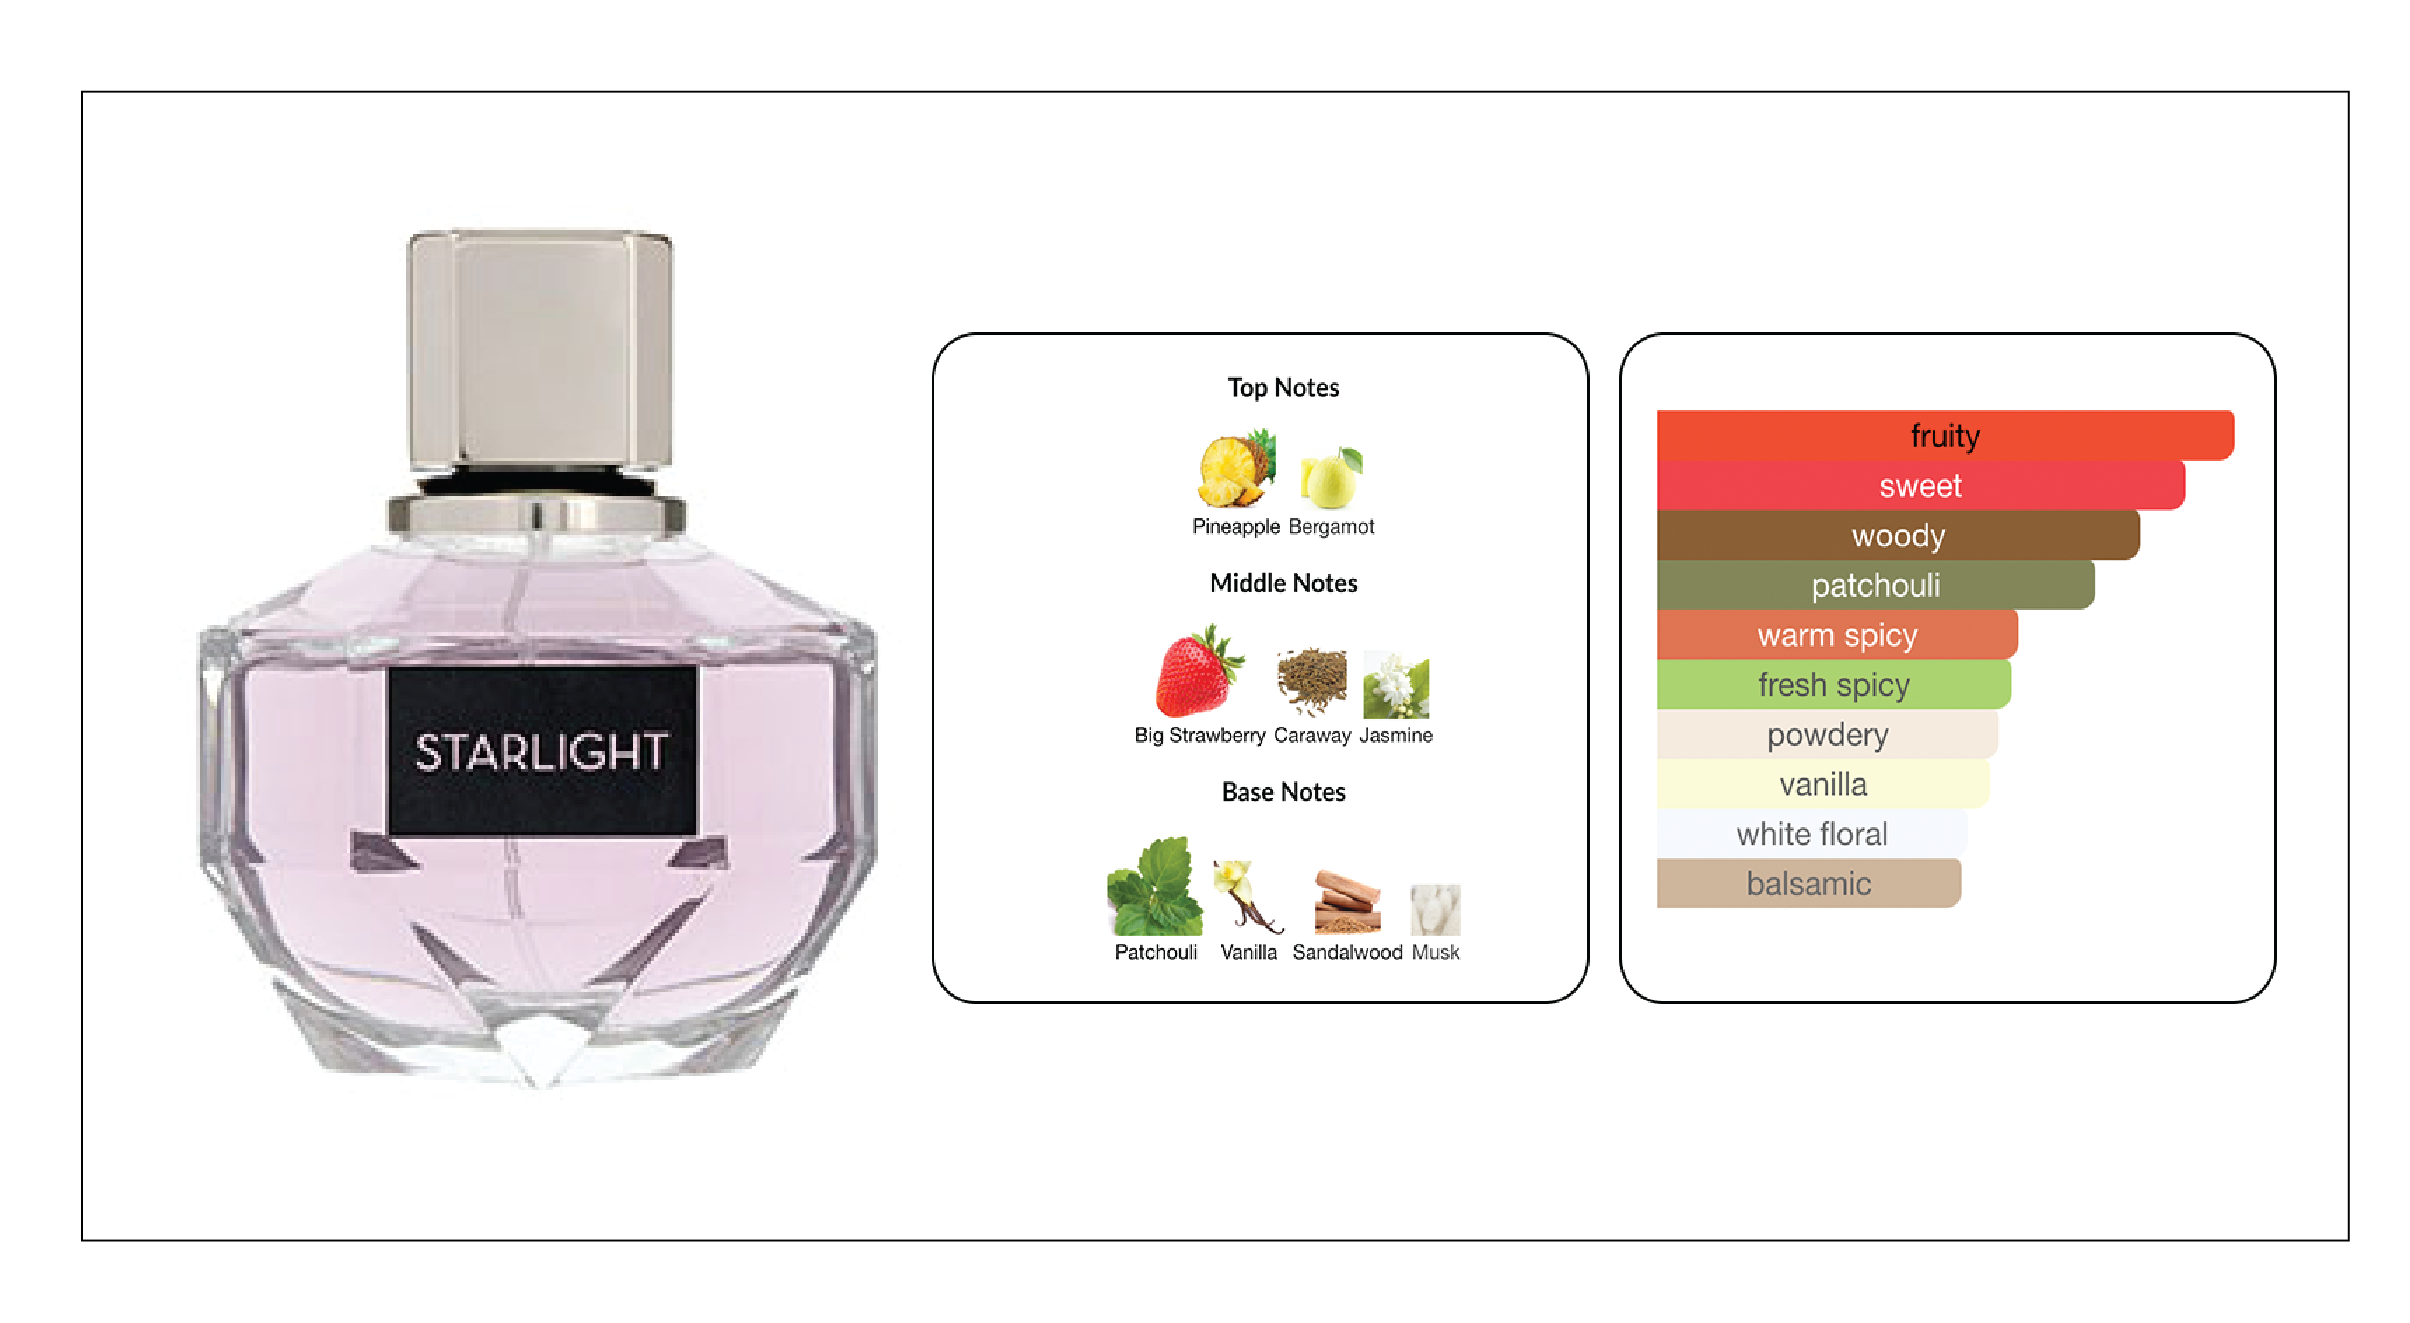 STARLIGHT
Top Notes
Pineapple Bergamot
Middle Notes
Big Strawberry Caraway Jasmine
Base Notes
Patchouli Vanilla Sandalwood Musk
fruity
sweet
woody
patchouli
warm spicy
fresh spicy
powdery
vanilla
white floral
balsamic